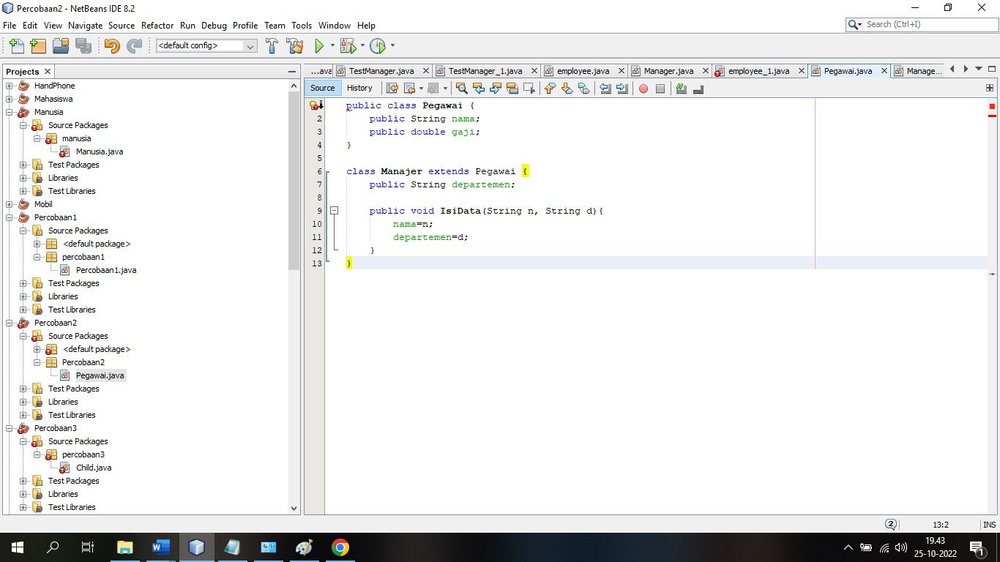 Percobaan2 - NetBeans IDE 8.2
File Edit View Navigate Source Refactor Run Debug Profile Team Tools Window Help
Search (Ctrl+I)
<default config>
Projects
HandPhone
Mahasiswa
Manusia
Source Packages
manusia
Manusia.java
Test Packages
Libraries
Test Libraries
Mobil
Percobaan1
Source Packages
<default package>
percobaan1
Percobaan1.java
Test Packages
Libraries
Test Libraries
Percobaan2
Source Packages
<default package>
Percobaan2
Pegawai.java
Test Packages
Libraries
Test Libraries
Percobaan3
Source Packages
percobaan3
Child.java
Test Packages
Libraries
Test Libraries
...ava TestManager.java TestManager_1.java employee.java Manager.java employee_1.java Pegawai.java Manage...
Source History
public class Pegawai {
2 public String nama;
3 public double gaji;
4 }
5
6 class Manajer extends Pegawai {
7 public String departemen;
8
9 public void IsiData(String n, String d){
10 nama=n;
11 departemen=d;
12 }
13 }
2 13:2 INS
19.43
25-10-2022
1